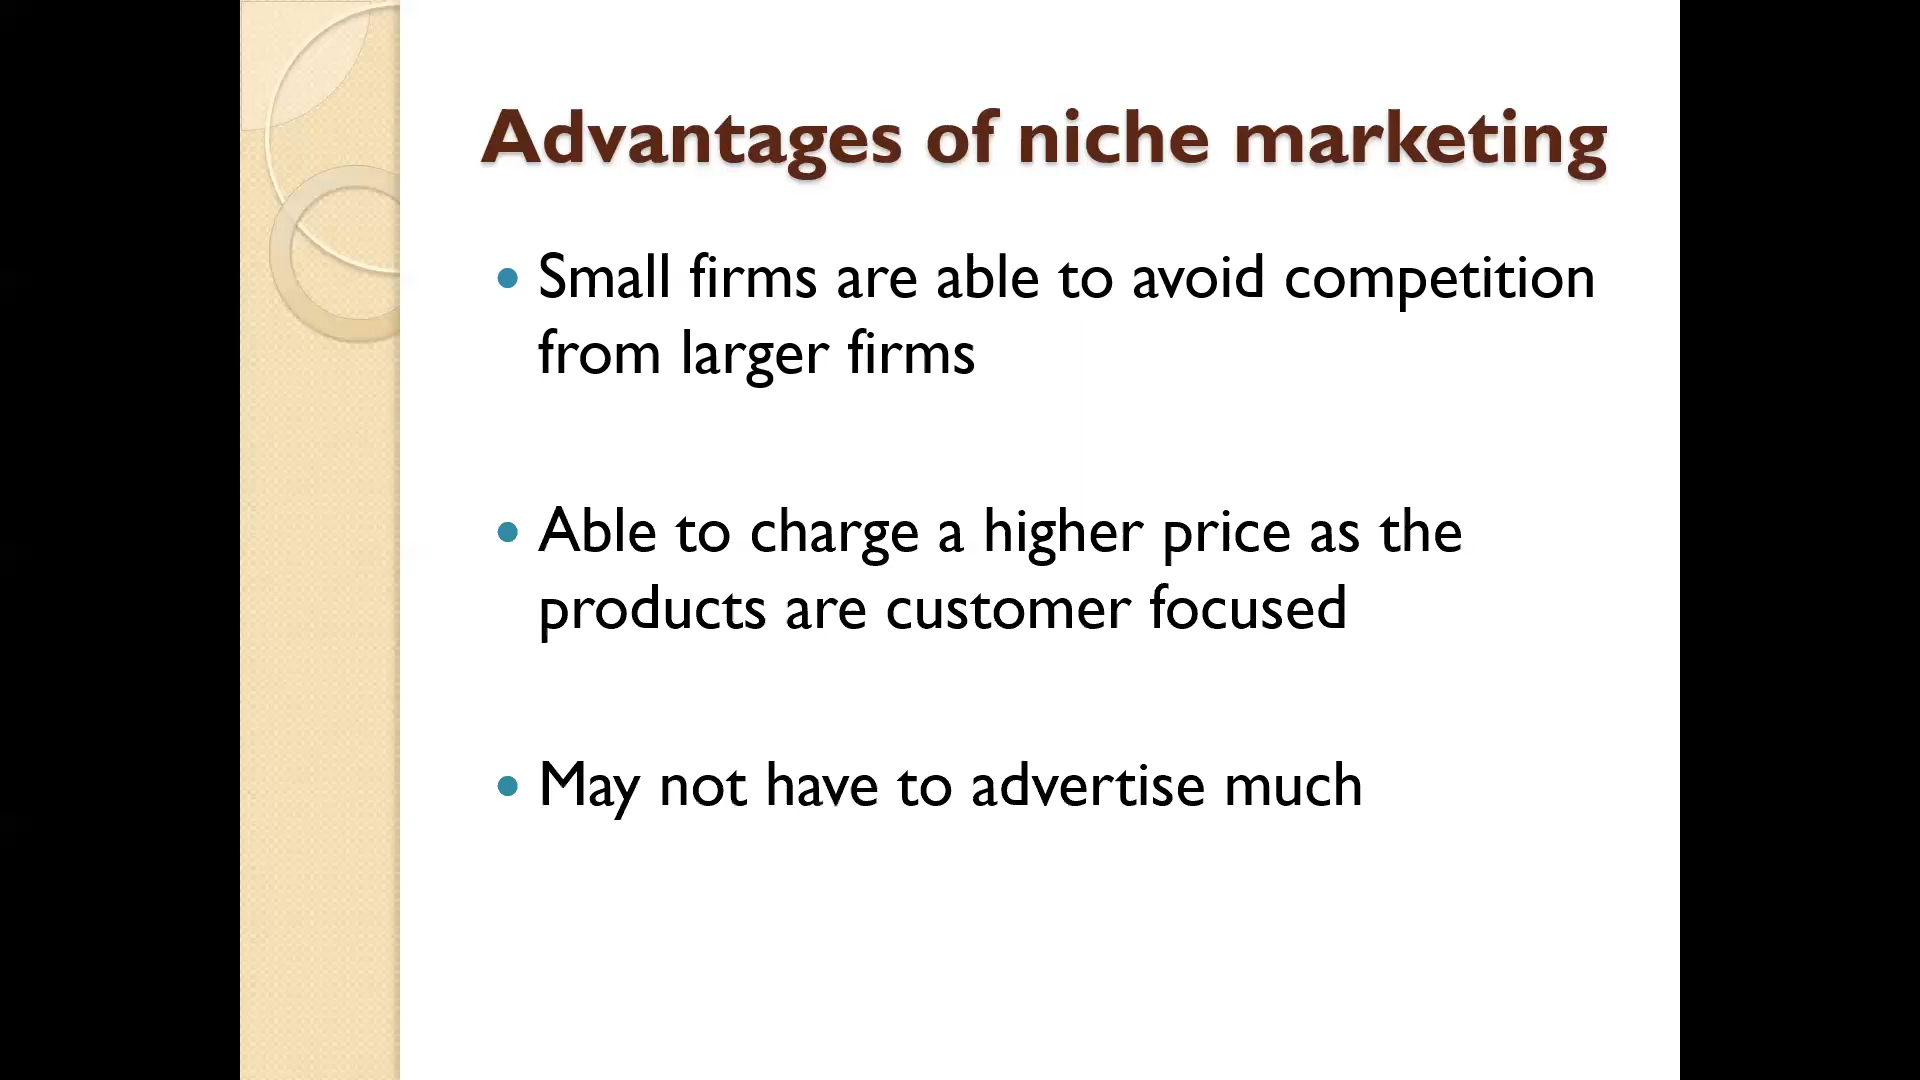 Advantages of niche marketing
• Small firms are able to avoid competition
from larger firms
• Able to charge a higher price as the
products are customer focused
• May not have to advertise much